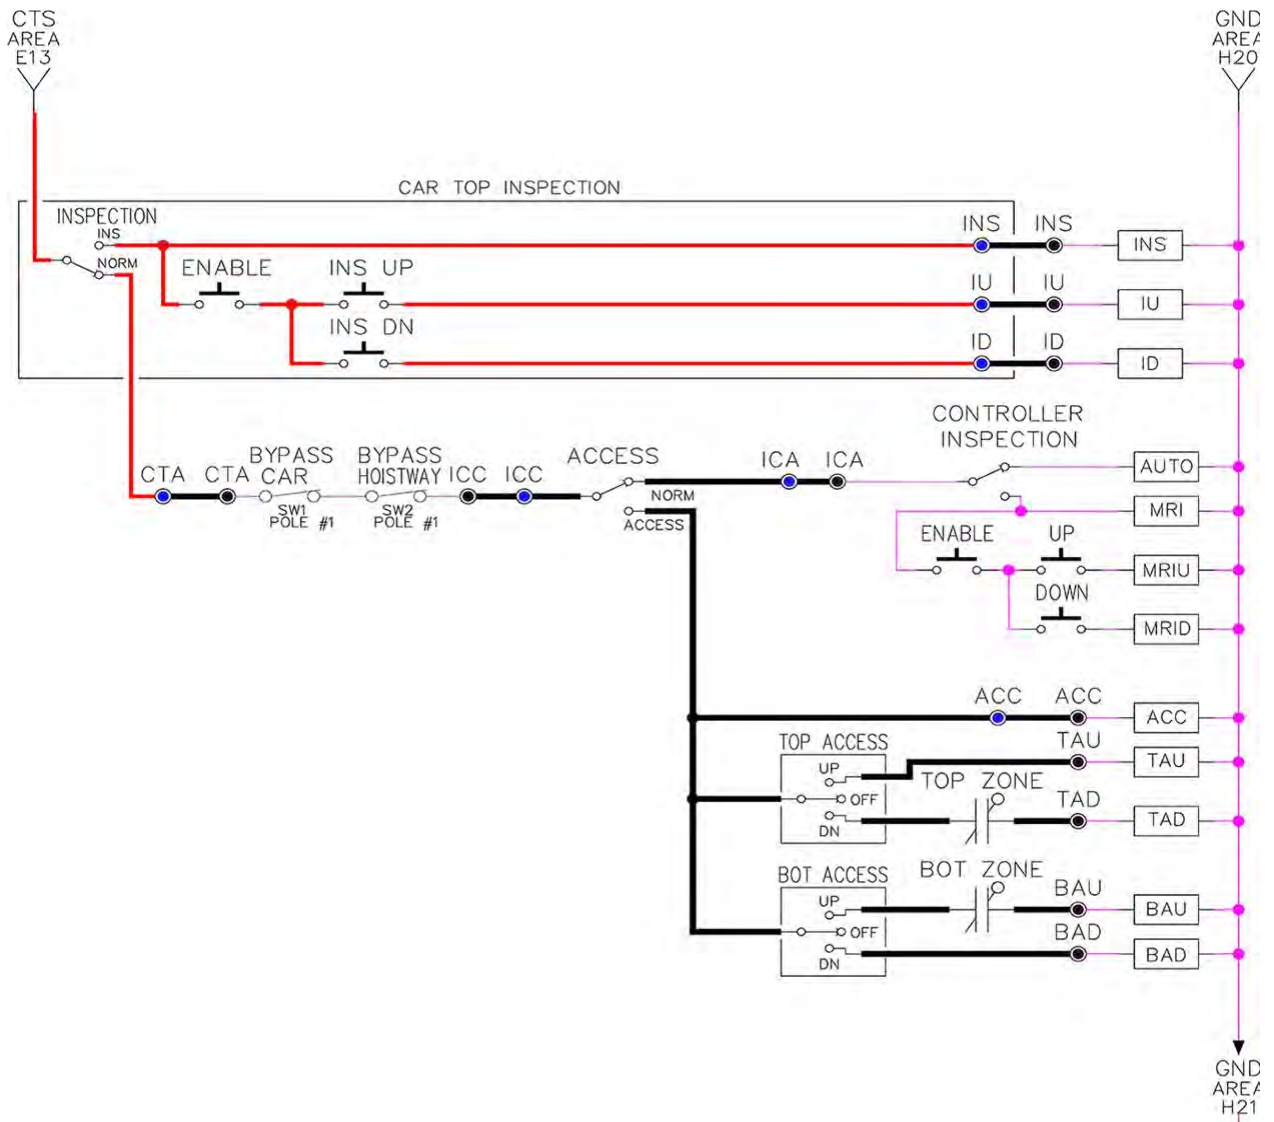 CTS
AREA
E13
GND
AREA
H20
CAR TOP INSPECTION
INSPECTION
INS
NORM
ENABLE
INS UP
INS DN
INS INS
INS
IU IU
IU
ID ID
ID
CONTROLLER
INSPECTION
CTA CTA
BYPASS
CAR
SW1
POLE #1
BYPASS
HOISTWAY
SW2
POLE #1
ICC ICC
ACCESS
NORM
ACCESS
ICA ICA
AUTO
MRI
ENABLE
UP
MRIU
DOWN
MRID
ACC ACC
ACC
TOP ACCESS
UP
OFF
DN
TAU
TAU
TOP ZONE
TAD
TAD
BOT ACCESS
UP
OFF
DN
BOT ZONE
BAU
BAU
BAD
BAD
GND
AREA
H21